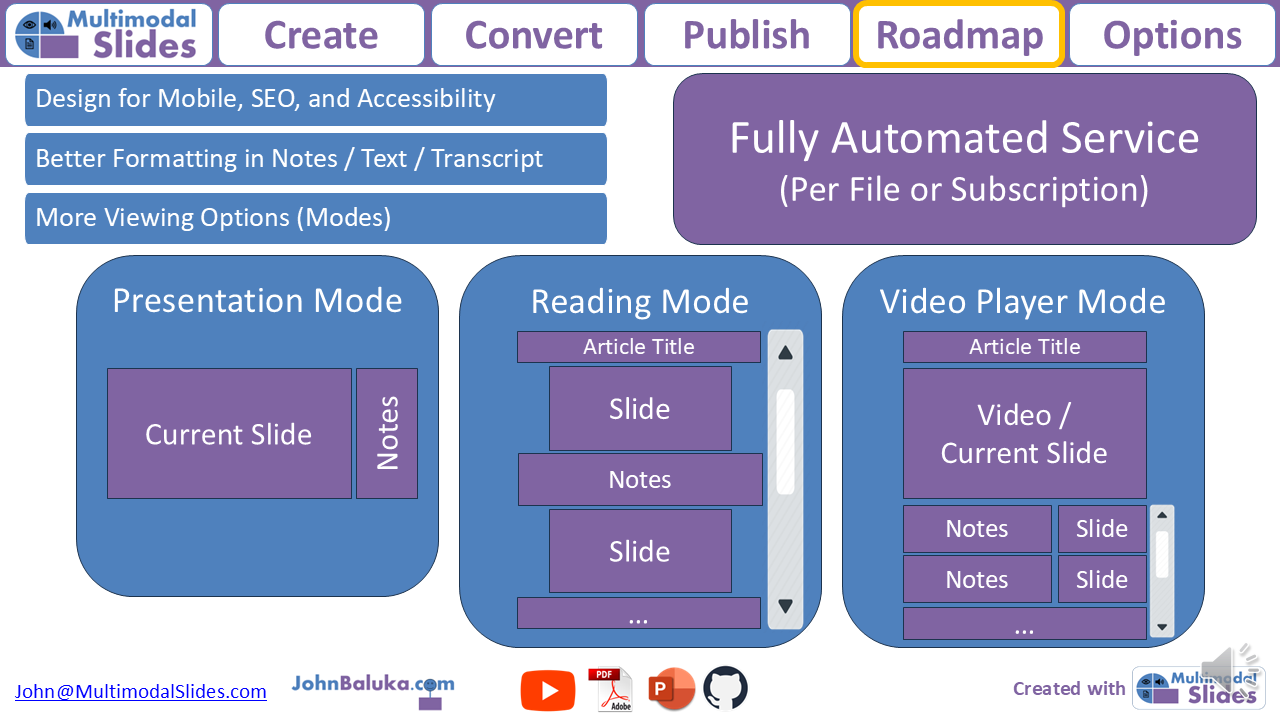 Multimodal
Slides
Create
Convert
Publish
Roadmap
Options
Design for Mobile, SEO, and Accessibility
Better Formatting in Notes / Text / Transcript
More Viewing Options (Modes)
Fully Automated Service
(Per File or Subscription)
Presentation Mode
Current Slide
Notes
Reading Mode
Article Title
Slide
Notes
Slide
...
Video Player Mode
Article Title
Video /
Current Slide
Notes
Slide
Notes
Slide
...
John@MultimodalSlides.com
JohnBaluka.com
PDF
Adobe
P
Created with
Multimodal
Slides